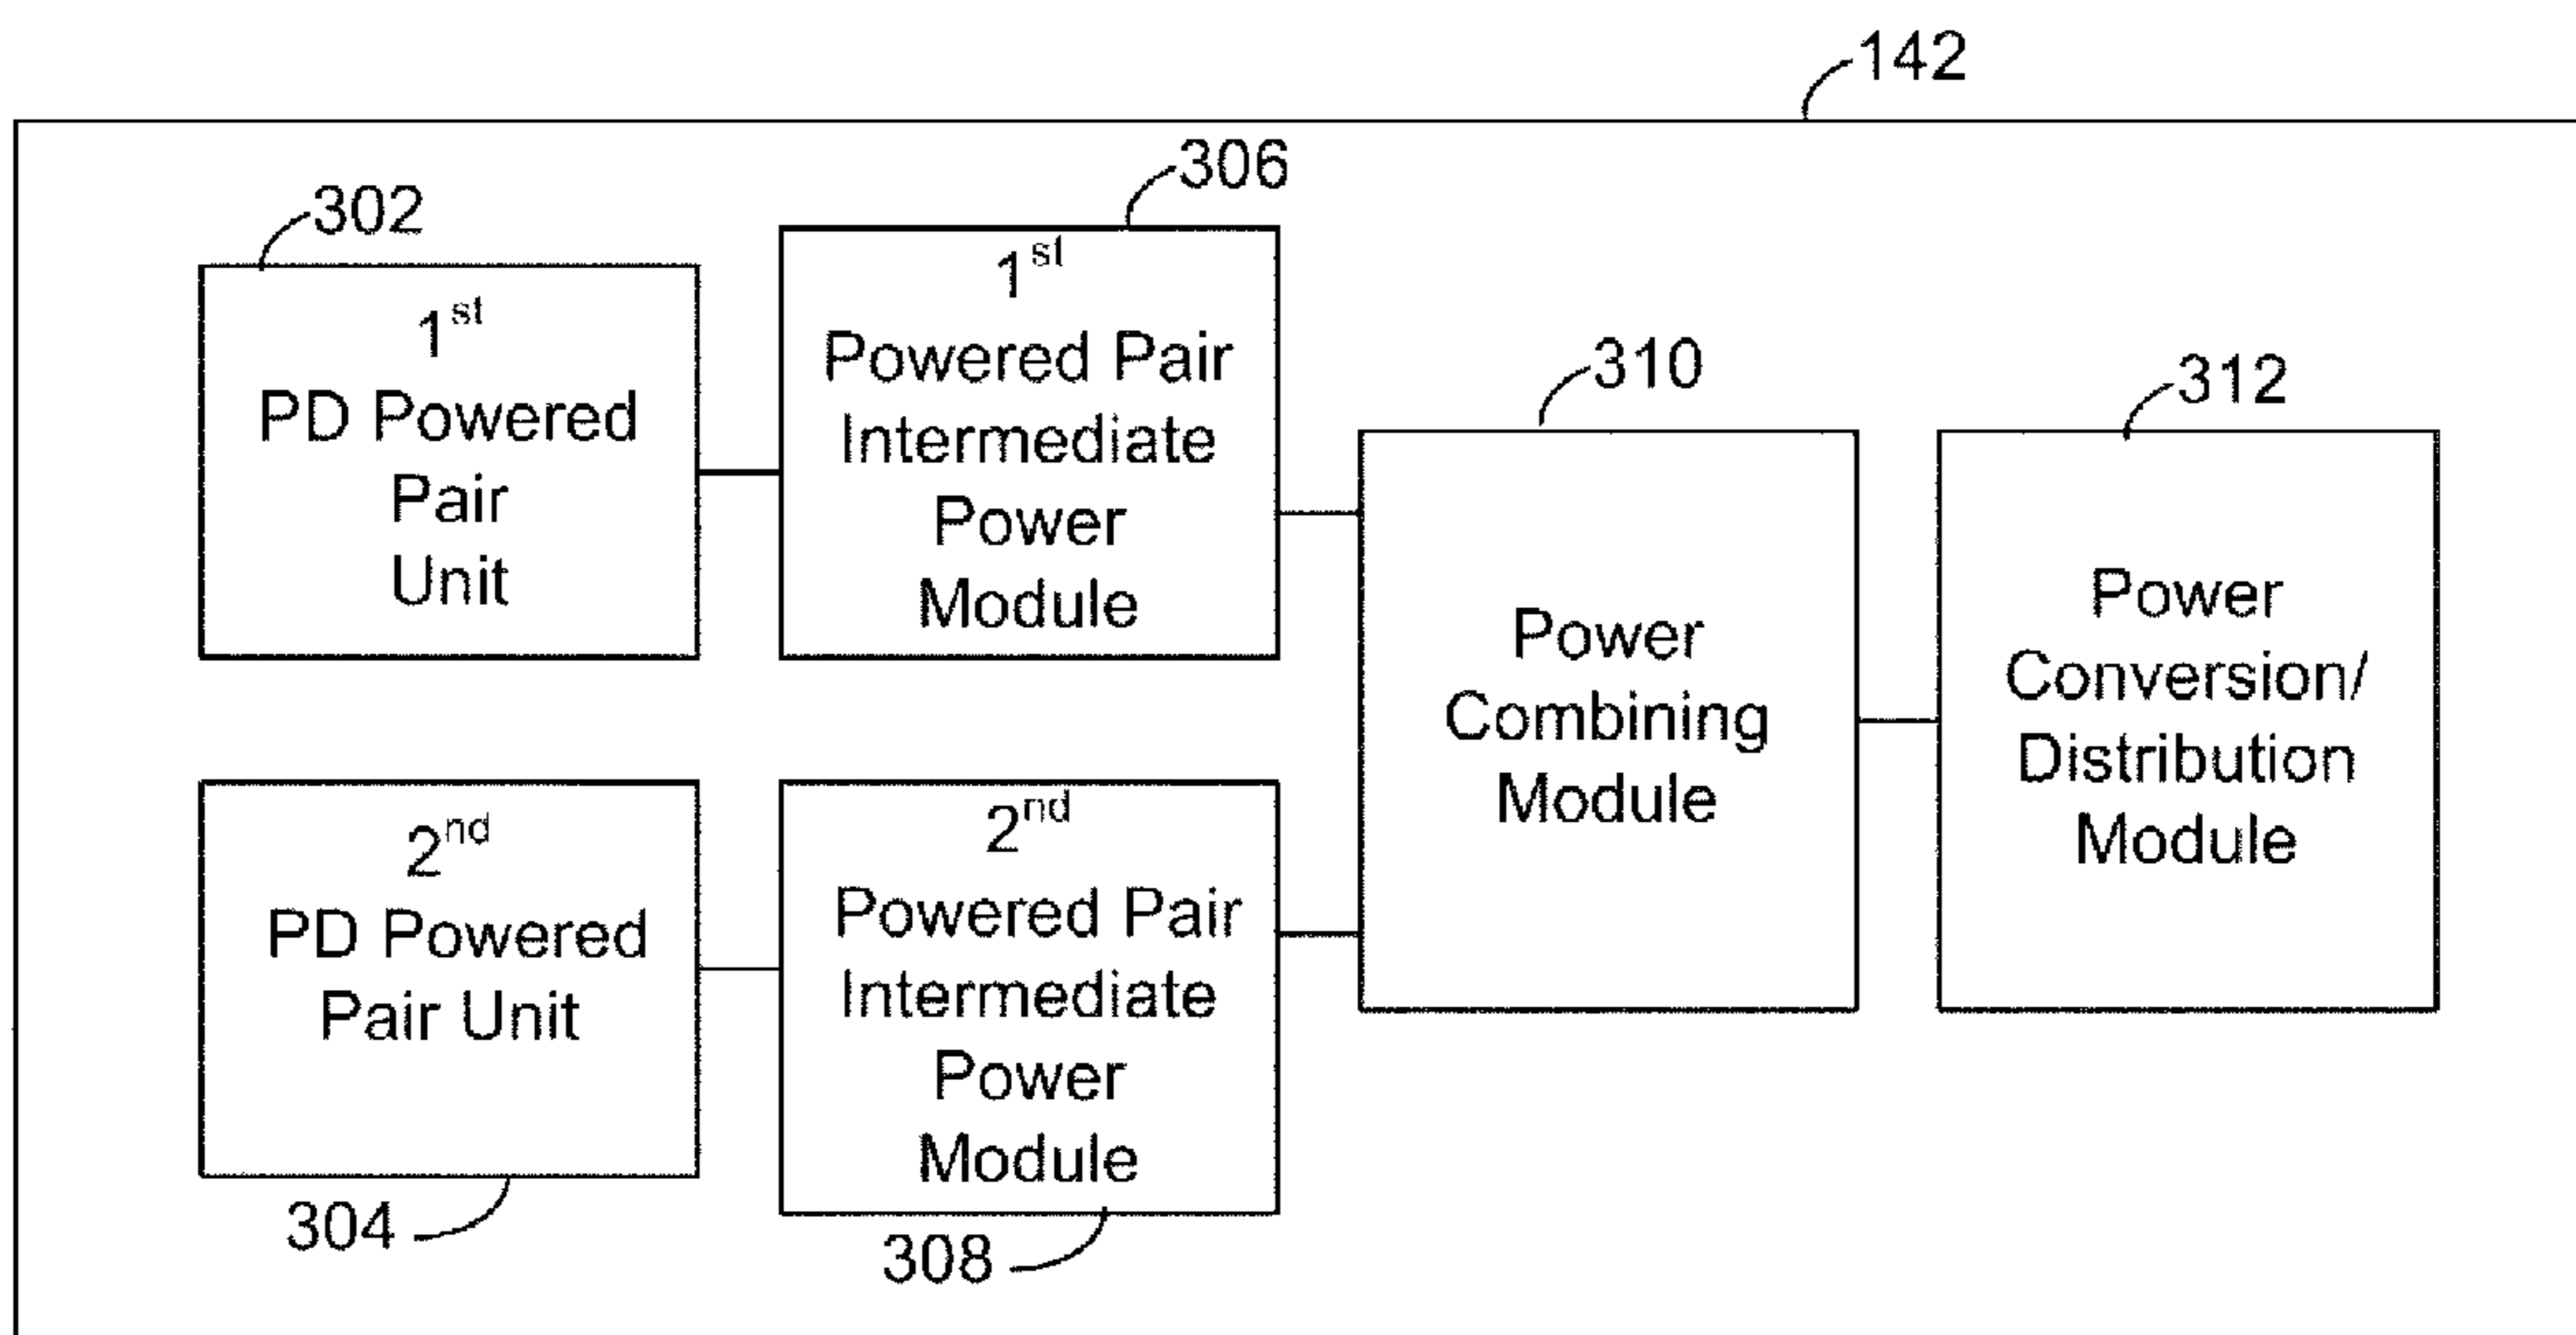 142
306
302
1st
Powered Pair
Intermediate
Power
Module
1st
PD Powered
Pair
Unit
310
312
Power
Combining
Module
Power
Conversion/
Distribution
Module
2nd
PD Powered
Pair Unit
304
2nd
Powered Pair
Intermediate
Power
Module
308